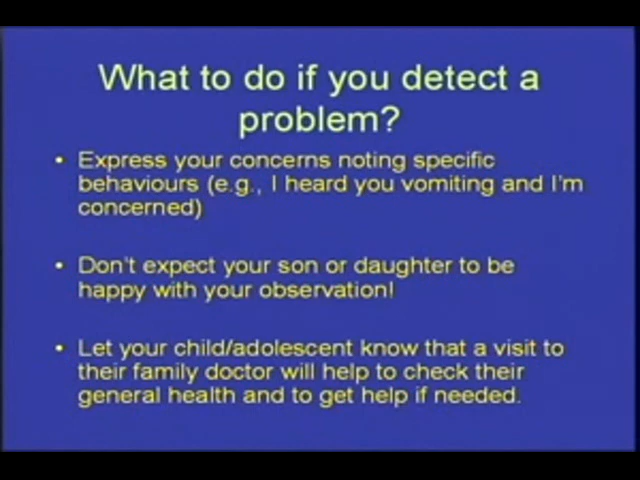 What to do if you detect a
problem?
• Express your concerns noting specific
behaviours (e.g., I heard you vomiting and I'm
concerned)
• Don't expect your son or daughter to be
happy with your observation!
• Let your child/adolescent know that a visit to
their family doctor will help to check their
general health and to get help if needed.